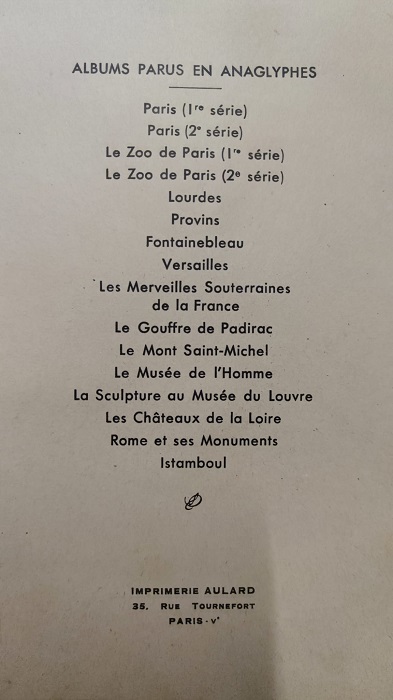 ALBUMS PARUS EN ANAGLYPHES
Paris (1re série)
Paris (2e série)
Le Zoo de Paris (1re série)
Le Zoo de Paris (2e série)
Lourdes
Provins
Fontainebleau
Versailles
Les Merveilles Souterraines
de la France
Le Gouffre de Padirac
Le Mont Saint-Michel
Le Musée de l'Homme
La Sculpture au Musée du Louvre
Les Châteaux de la Loire
Rome et ses Monuments
Istamboul
IMPRIMERIE AULARD
35, RUE TOURNEFORT
PARIS-Ve